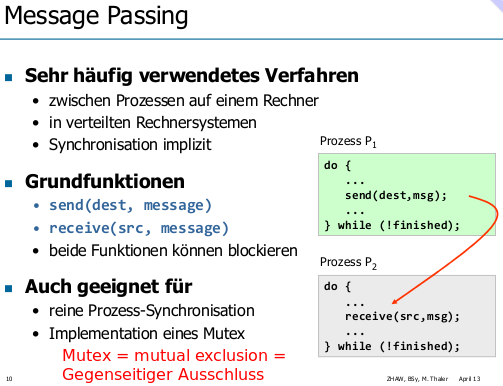 Message Passing
Sehr häufig verwendetes Verfahren
• zwischen Prozessen auf einem Rechner
• in verteilten Rechnersystemen
• Synchronisation implizit
Grundfunktionen
• send(dest, message)
• receive(src, message)
• beide Funktionen können blockieren
Auch geeignet für
• reine Prozess-Synchronisation
• Implementation eines Mutex
Mutex = mutual exclusion =
Gegenseitiger Ausschluss
Prozess P1
do {
...
send(dest,msg);
...
} while (!finished);
Prozess P2
do {
...
receive(src,msg);
...
} while (!finished);
10
ZHAW, BSy, M. Thaler April 13